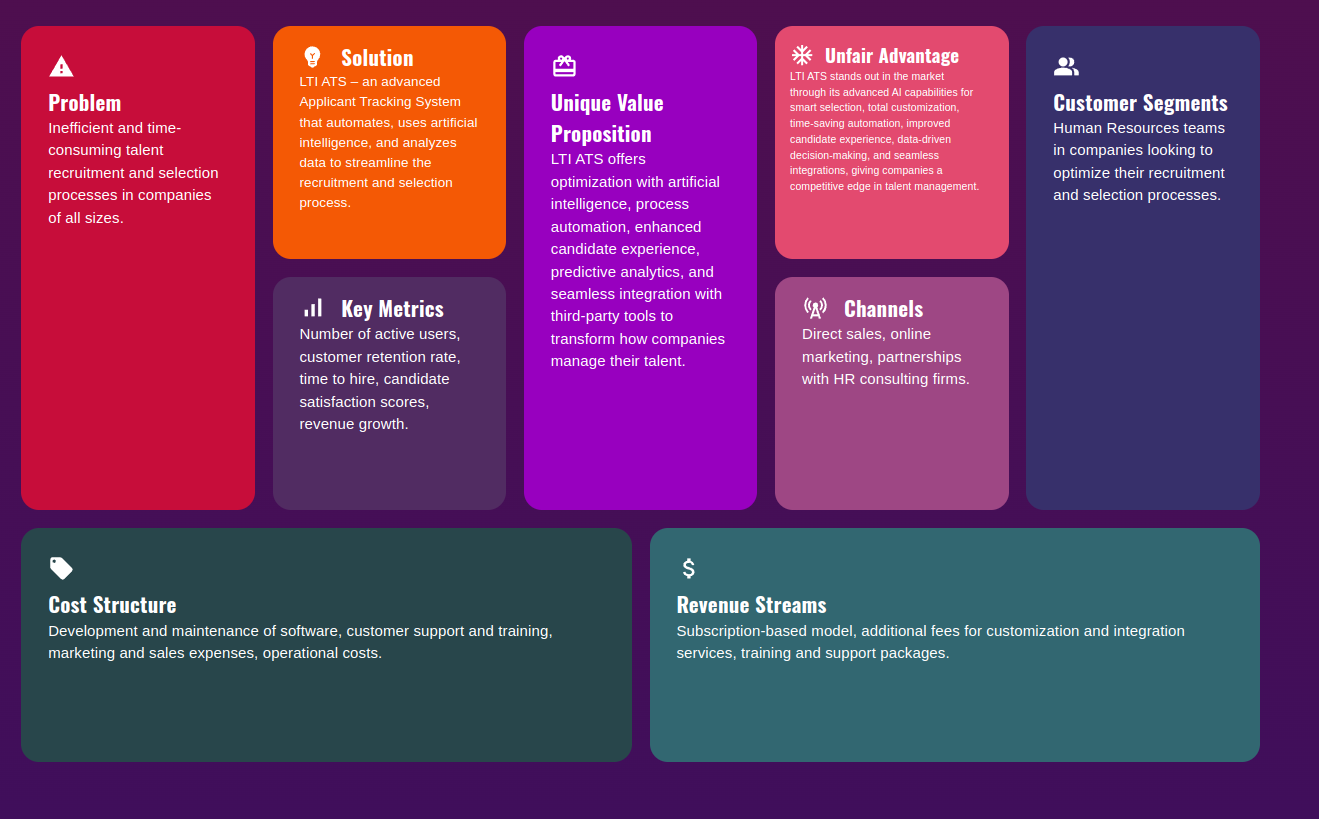 Problem
Inefficient and time-
consuming talent
recruitment and selection
processes in companies
of all sizes.
Solution
LTI ATS – an advanced
Applicant Tracking System
that automates, uses artificial
intelligence, and analyzes
data to streamline the
recruitment and selection
process.
Key Metrics
Number of active users,
customer retention rate,
time to hire, candidate
satisfaction scores,
revenue growth.
Unique Value
Proposition
LTI ATS offers
optimization with artificial
intelligence, process
automation, enhanced
candidate experience,
predictive analytics, and
seamless integration with
third-party tools to
transform how companies
manage their talent.
Unfair Advantage
LTI ATS stands out in the market
through its advanced AI capabilities for
smart selection, total customization,
time-saving automation, improved
candidate experience, data-driven
decision-making, and seamless
integrations, giving companies a
competitive edge in talent management.
Channels
Direct sales, online
marketing, partnerships
with HR consulting firms.
Customer Segments
Human Resources teams
in companies looking to
optimize their recruitment
and selection processes.
Cost Structure
Development and maintenance of software, customer support and training,
marketing and sales expenses, operational costs.
Revenue Streams
Subscription-based model, additional fees for customization and integration
services, training and support packages.